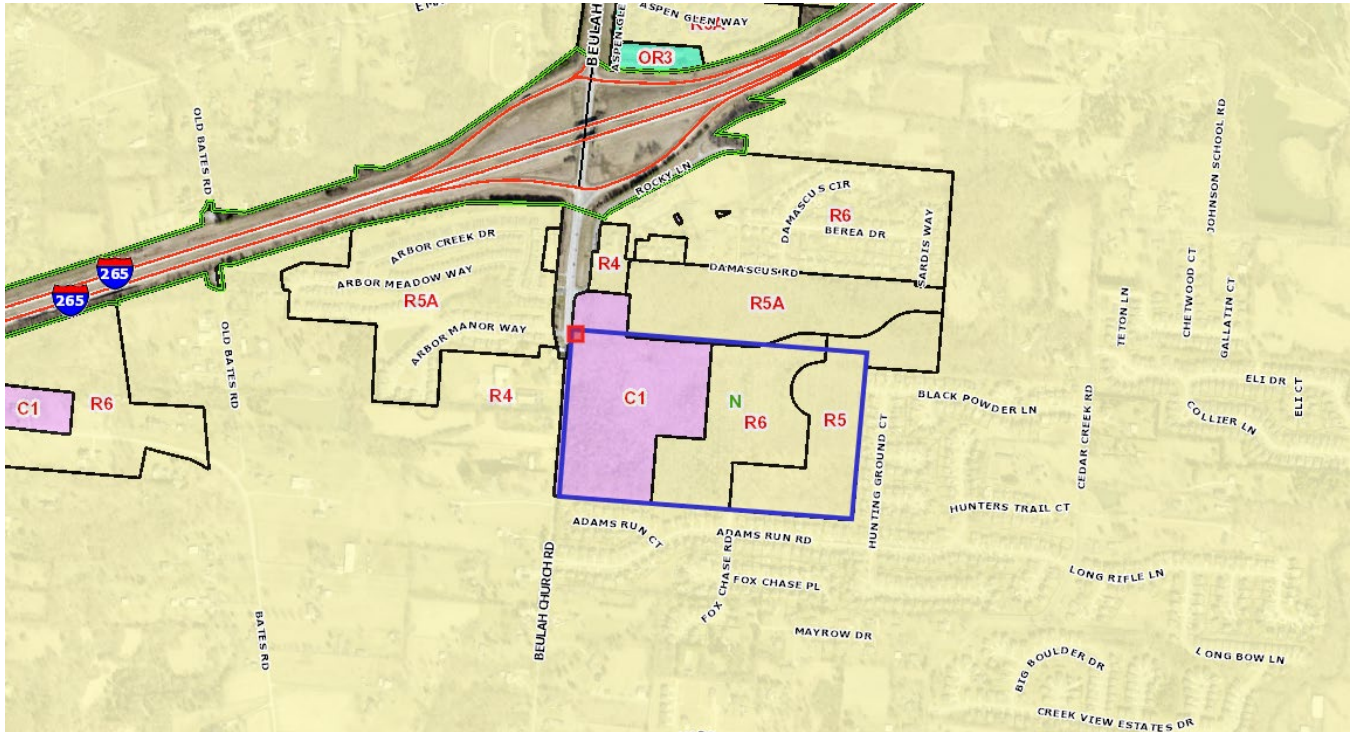 BEULAH
ASPEN GLEN WAY
R5A
OR3
OLD BATES RD
JOHNSON SCHOOL RD
ROCKY LN
DAMASCUS CIR
R6
BEREA DR
SARDIS WAY
ARBOR CREEK DR
R4
DAMASCUS RD
265
265
ARBOR MEADOW WAY
R5A
R5A
CHETWOOD CT
GALLATIN CT
TETON LN
ARBOR MANOR WAY
OLD BATES RD
ELI DR
ELI CT
C1
R6
R4
C1
N
R6
R5
BLACK POWDER LN
COLLIER LN
CEDAR CREEK RD
HUNTING GROUND CT
HUNTERS TRAIL CT
ADAMS RUN CT
ADAMS RUN RD
BEULAH CHURCH RD
FOX CHASE RD
FOX CHASE PL
LONG RIFLE LN
BATES RD
MAYROW DR
BIG BOULDER DR
LONG BOW LN
CREEK VIEW ESTATES DR